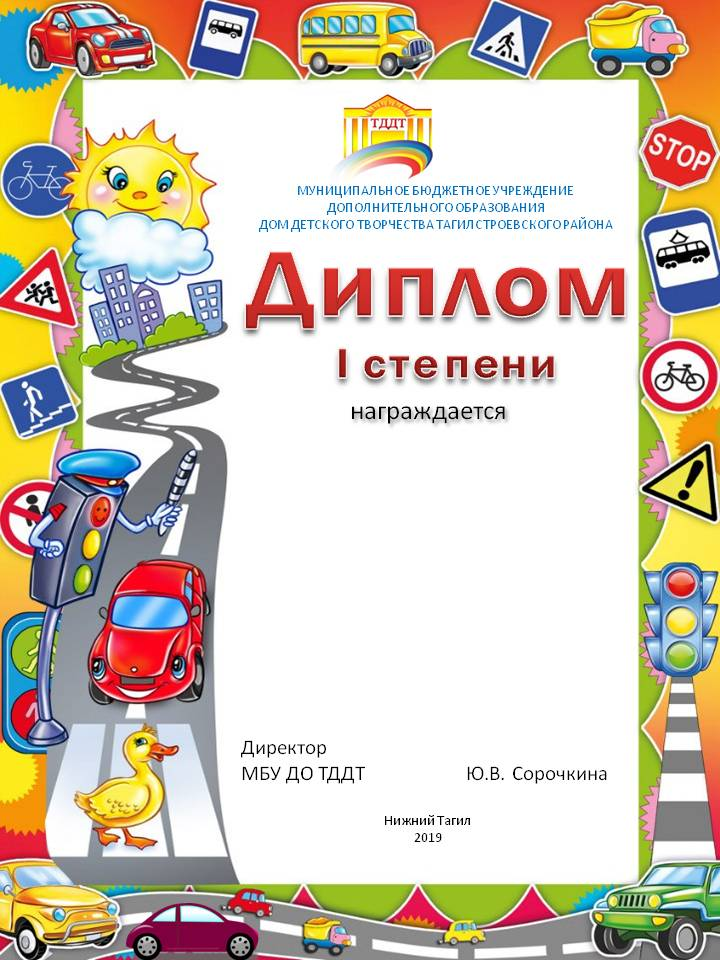 ТДДТ
STOP
МУНИЦИПАЛЬНОЕ БЮДЖЕТНОЕ УЧРЕЖДЕНИЕ
ДОПОЛНИТЕЛЬНОГО ОБРАЗОВАНИЯ
ДОМ ДЕТСКОГО ТВОРЧЕСТВА ТАГИЛСТРОЕВСКОГО РАЙОНА
Диплом
I степени
награждается
Директор
МБУ ДО ТДДТ Ю.В. Сорочкина
Нижний Тагил
2019